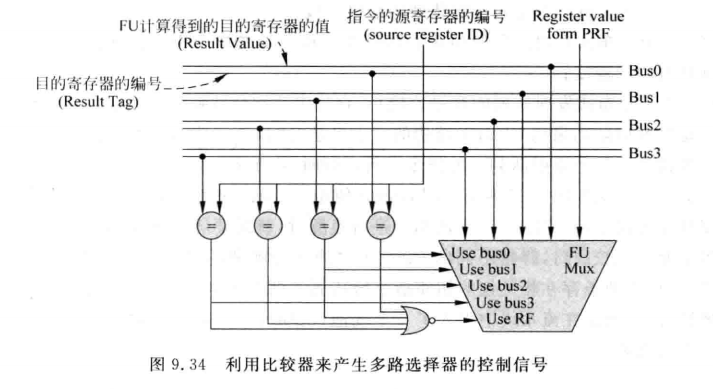 FU计算得到的目的寄存器的值
(Result Value)
指令的源寄存器的编号
(source register ID)
Register value
form PRF
目的寄存器的编号
(Result Tag)
Bus0
Bus1
Bus2
Bus3
= = = =
Use bus0
Use bus1
Use bus2
Use bus3
Use RF
FU
Mux
图 9.34 利用比较器来产生多路选择器的控制信号